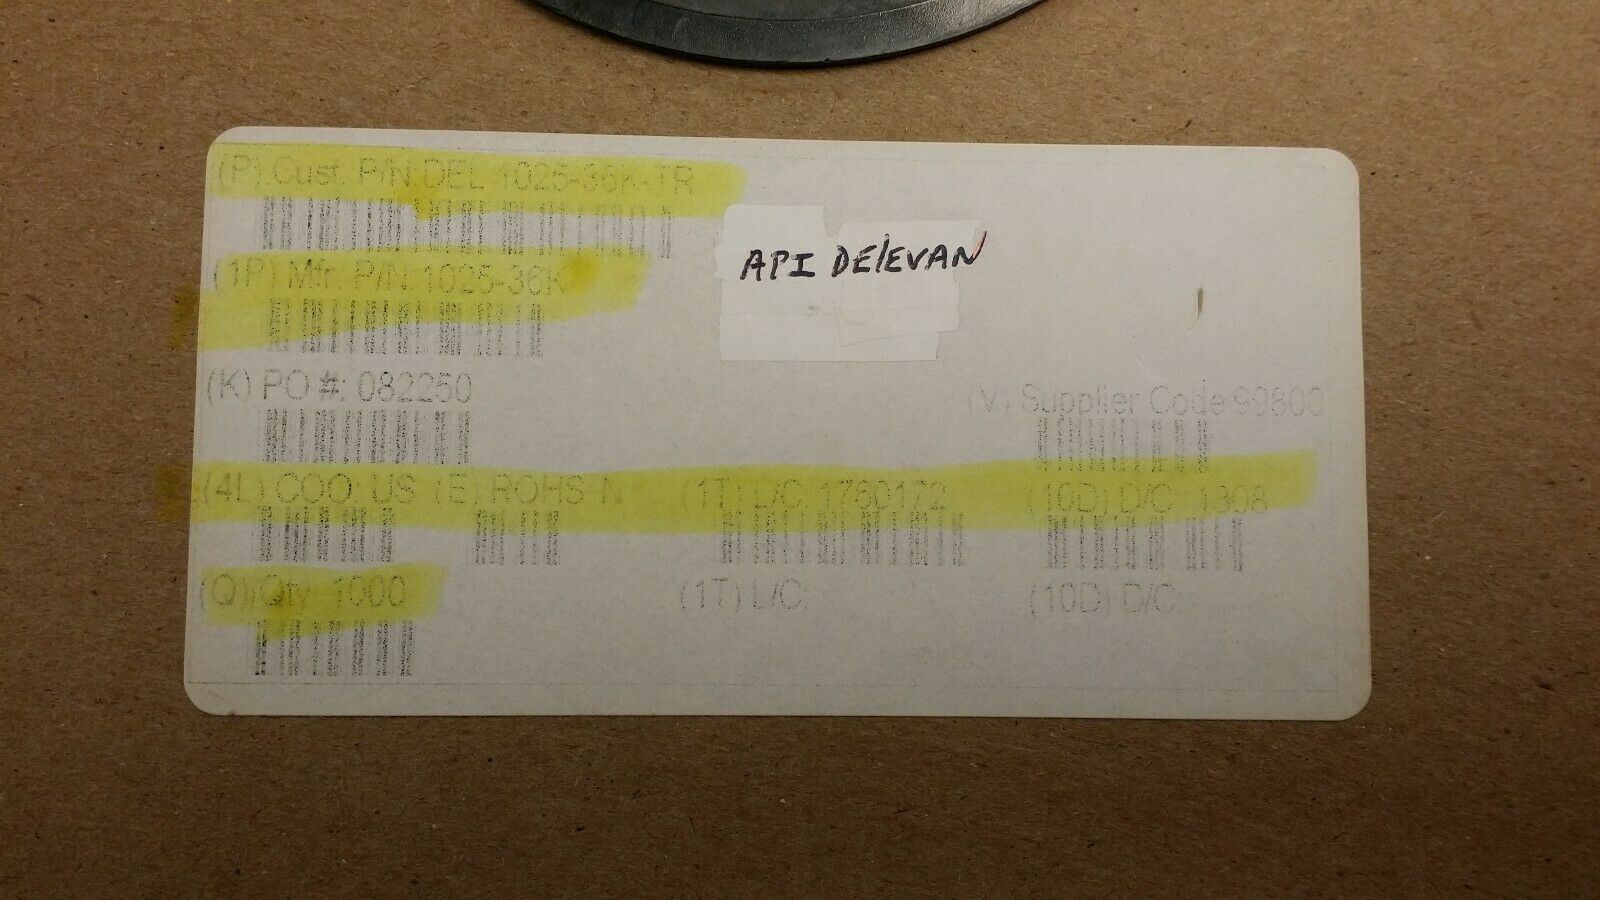 (P) Cust. P/N:DEL 1025-36K-TR
API DElEVAN
(1P) Mfr. P/N:1025-36K
(K) PO #: 082250
(V) Supplier Code 99800
(4L) COO: US (E) ROHS N (1T) L/C: 1760172 (10D) D/C: 1308
(Q) Qty: 1000 (1T) L/C: (10D) D/C: